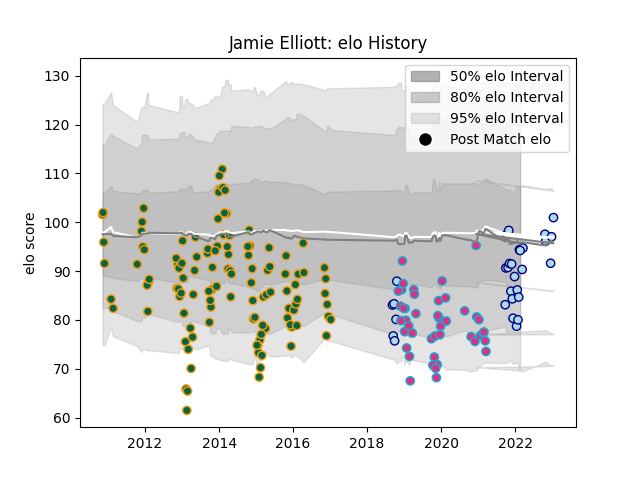 Jamie Elliott: elo History
50% elo Interval
80% elo Interval
95% elo Interval
Post Match elo
elo score
130
120
110
100
90
80
70
60
2012 2014 2016 2018 2020 2022